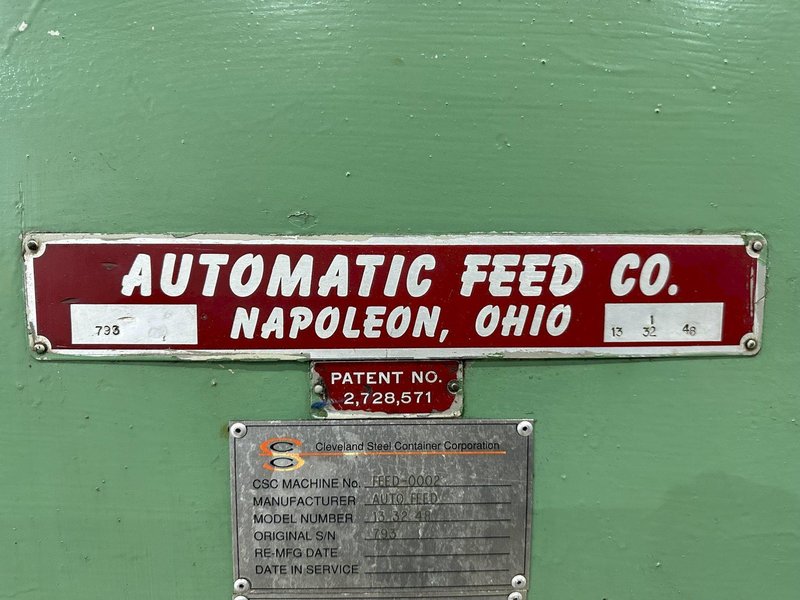 AUTOMATIC FEED CO.
NAPOLEON, OHIO
793
1
13 32 48
PATENT NO.
2,728,571
Cleveland Steel Container Corporation
CSC MACHINE No. FEED-0002
MANUFACTURER AUTO FEED
MODEL NUMBER 13 32 48
ORIGINAL S/N 793
RE-MFG DATE
DATE IN SERVICE